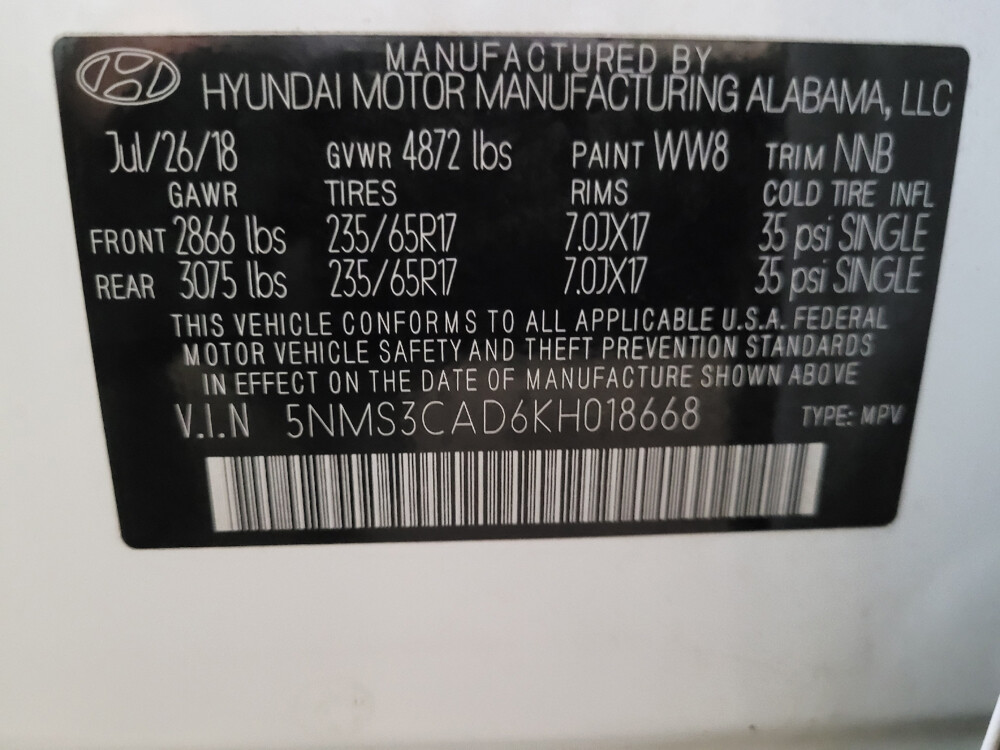 MANUFACTURED BY
HYUNDAI MOTOR MANUFACTURING ALABAMA, LLC
Jul/26/18 GVWR 4872 lbs PAINT WW8 TRIM NNB
GAWR TIRES RIMS COLD TIRE INFL
FRONT 2866 lbs 235/65R17 7.0JX17 35 psi SINGLE
REAR 3075 lbs 235/65R17 7.0JX17 35 psi SINGLE
THIS VEHICLE CONFORMS TO ALL APPLICABLE U.S.A. FEDERAL
MOTOR VEHICLE SAFETY AND THEFT PREVENTION STANDARDS
IN EFFECT ON THE DATE OF MANUFACTURE SHOWN ABOVE
V.I.N 5NMS3CAD6KH018668 TYPE: MPV